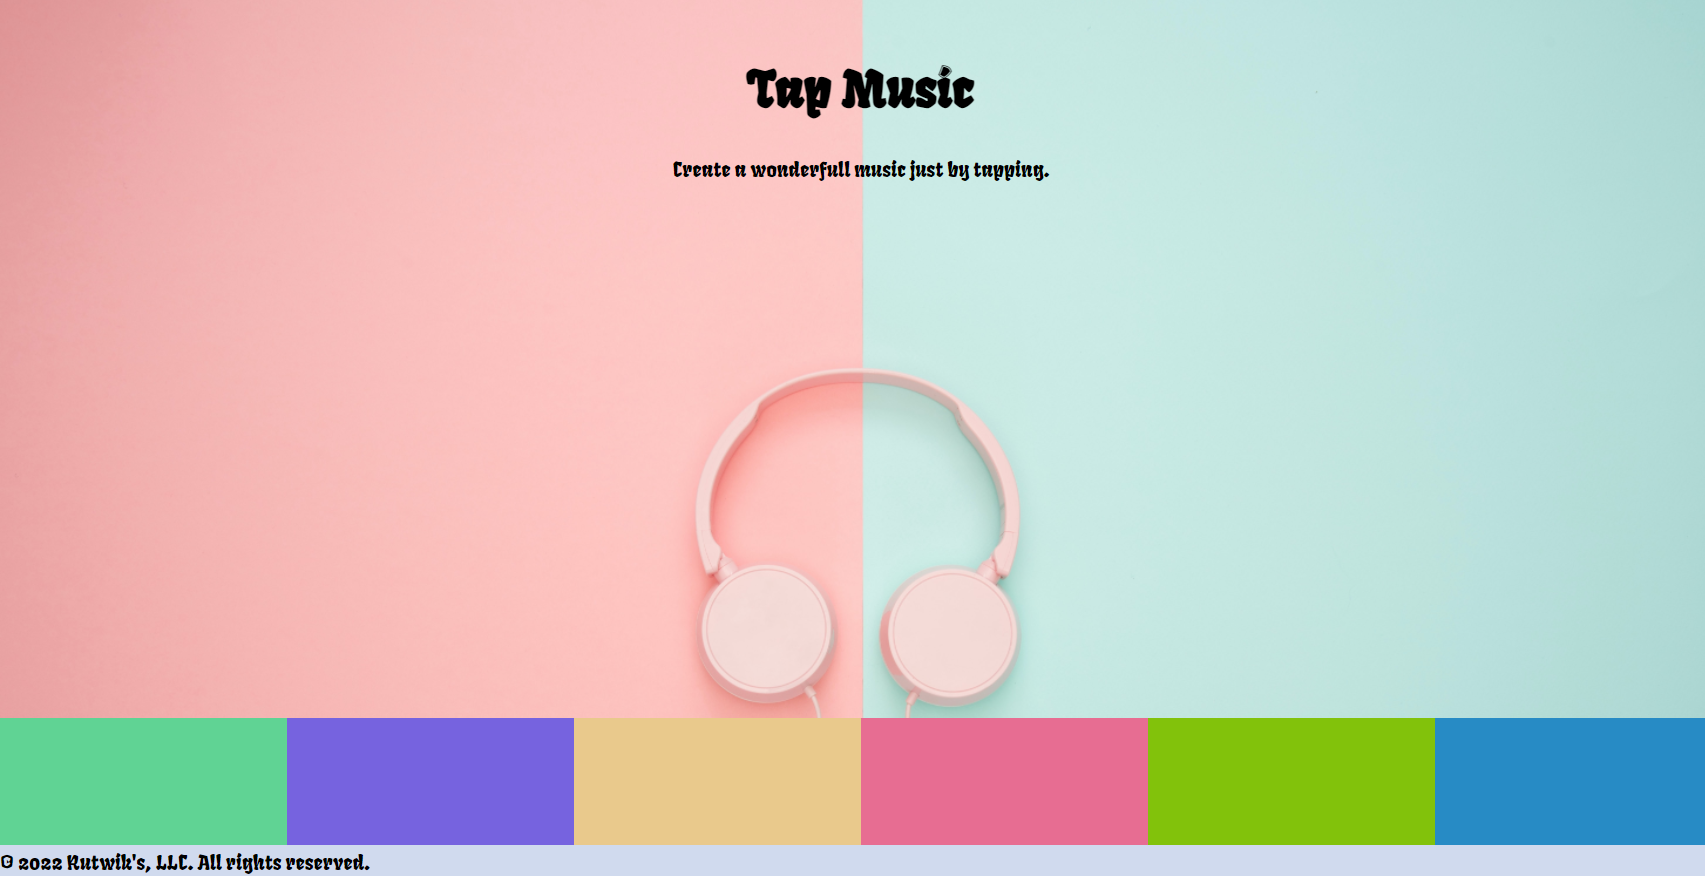 Tap Music
Create a wonderfull music just by tapping.
© 2022 Rutwik's, LLC. All rights reserved.